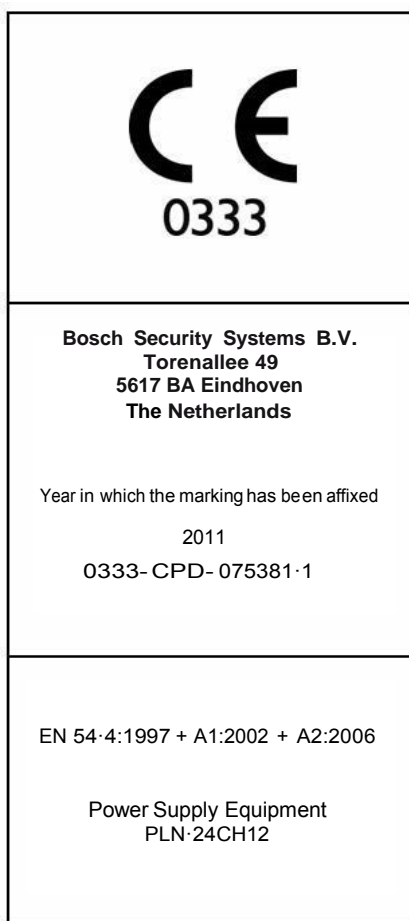 CE
0333
Bosch Security Systems B.V.
Torenallee 49
5617 BA Eindhoven
The Netherlands
Year in which the marking has been affixed
2011
0333-CPD-075381·1
EN 54·4:1997 + A1:2002 + A2:2006
Power Supply Equipment
PLN·24CH12